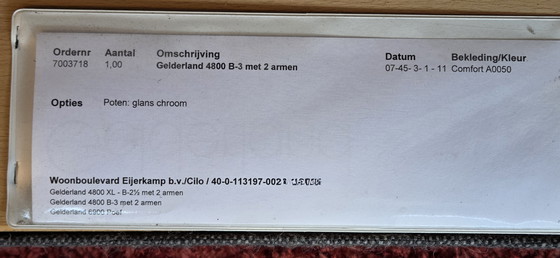 Ordernr Aantal Omschrijving Datum Bekleding/Kleur
7003718 1,00 Gelderland 4800 B-3 met 2 armen 07-45- 3- 1 - 11 Comfort A0050
Opties Poten: glans chroom
Woonboulevard Eijerkamp b.v./Cilo / 40-0-113197-002
Gelderland 4800 XL - B-2½ met 2 armen
Gelderland 4800 B-3 met 2 armen
Gelderland 6900 Poef